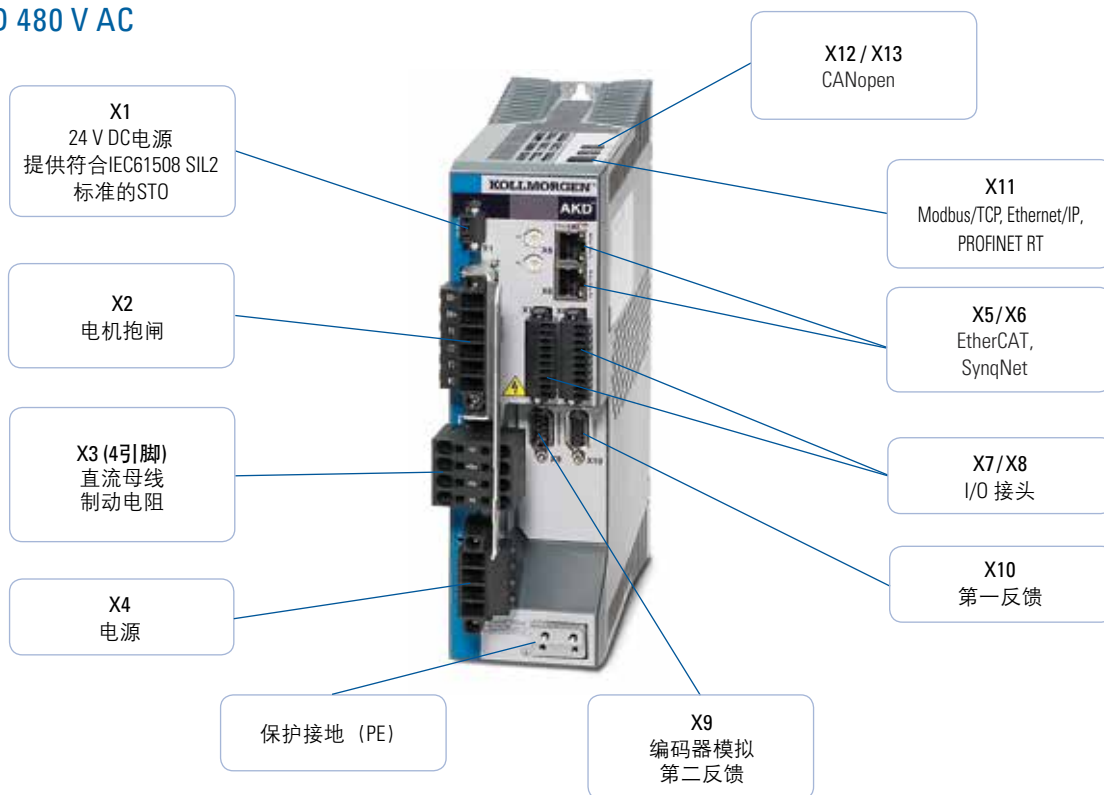 480 V AC
X12 / X13
CANopen
X1
24 V DC电源
提供符合IEC61508 SIL2
标准的STO
KOLLMORGEN
AKD
X11
Modbus/TCP, Ethernet/IP,
PROFINET RT
X2
电机抱闸
X5 / X6
EtherCAT,
SynqNet
X3 (4引脚)
直流母线
制动电阻
X7 / X8
I/O 接头
X9
X10
X10
第一反馈
X4
电源
保护接地（PE）
X9
编码器模拟
第二反馈